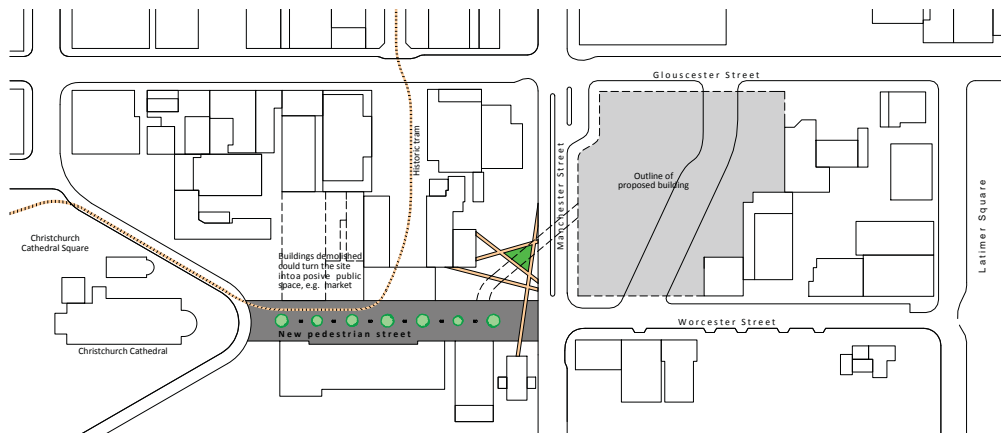 Glouscester Street
Historic tram
Manchester Street
Outline of
proposed building
Latimer Square
Christchurch
Cathedral Square
Buildings demolished
could turn the site
intoa posive public
space, e.g. market
Worcester Street
New pedestrian street
Christchurch Cathedral